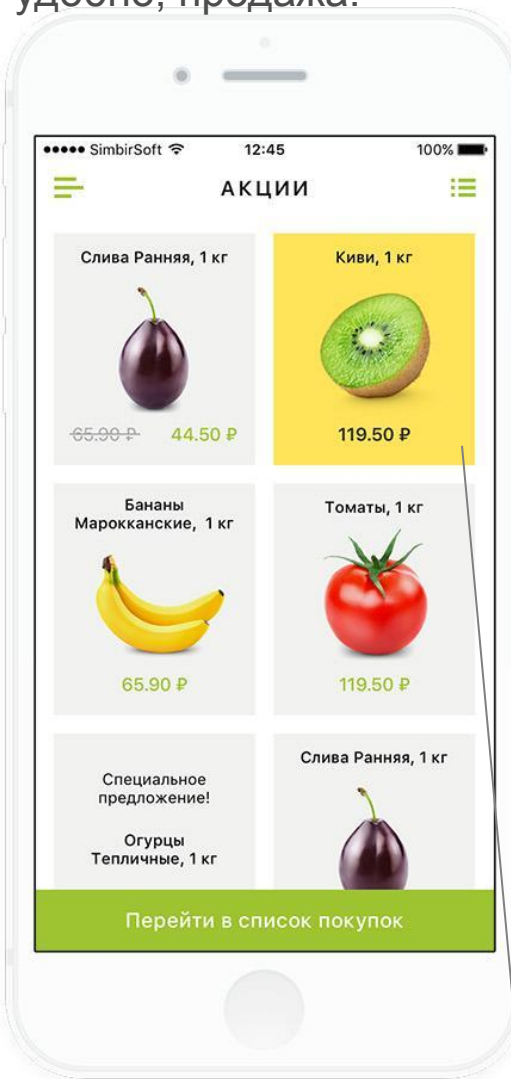 удобно, продажа.
SimbirSoft 12:45 100%
АКЦИИ
Слива Ранняя, 1 кг
65.90 ₽ 44.50 ₽
Киви, 1 кг
119.50 ₽
Бананы
Марокканские, 1 кг
65.90 ₽
Томаты, 1 кг
119.50 ₽
Специальное
предложение!
Огурцы
Тепличные, 1 кг
Слива Ранняя, 1 кг
Перейти в список покупок